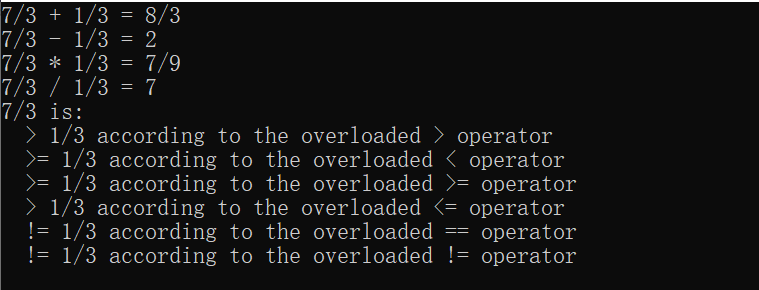 7/3 + 1/3 = 8/3
7/3 - 1/3 = 2
7/3 * 1/3 = 7/9
7/3 / 1/3 = 7
7/3 is:
  > 1/3 according to the overloaded > operator
  >= 1/3 according to the overloaded < operator
  >= 1/3 according to the overloaded >= operator
  > 1/3 according to the overloaded <= operator
  != 1/3 according to the overloaded == operator
  != 1/3 according to the overloaded != operator